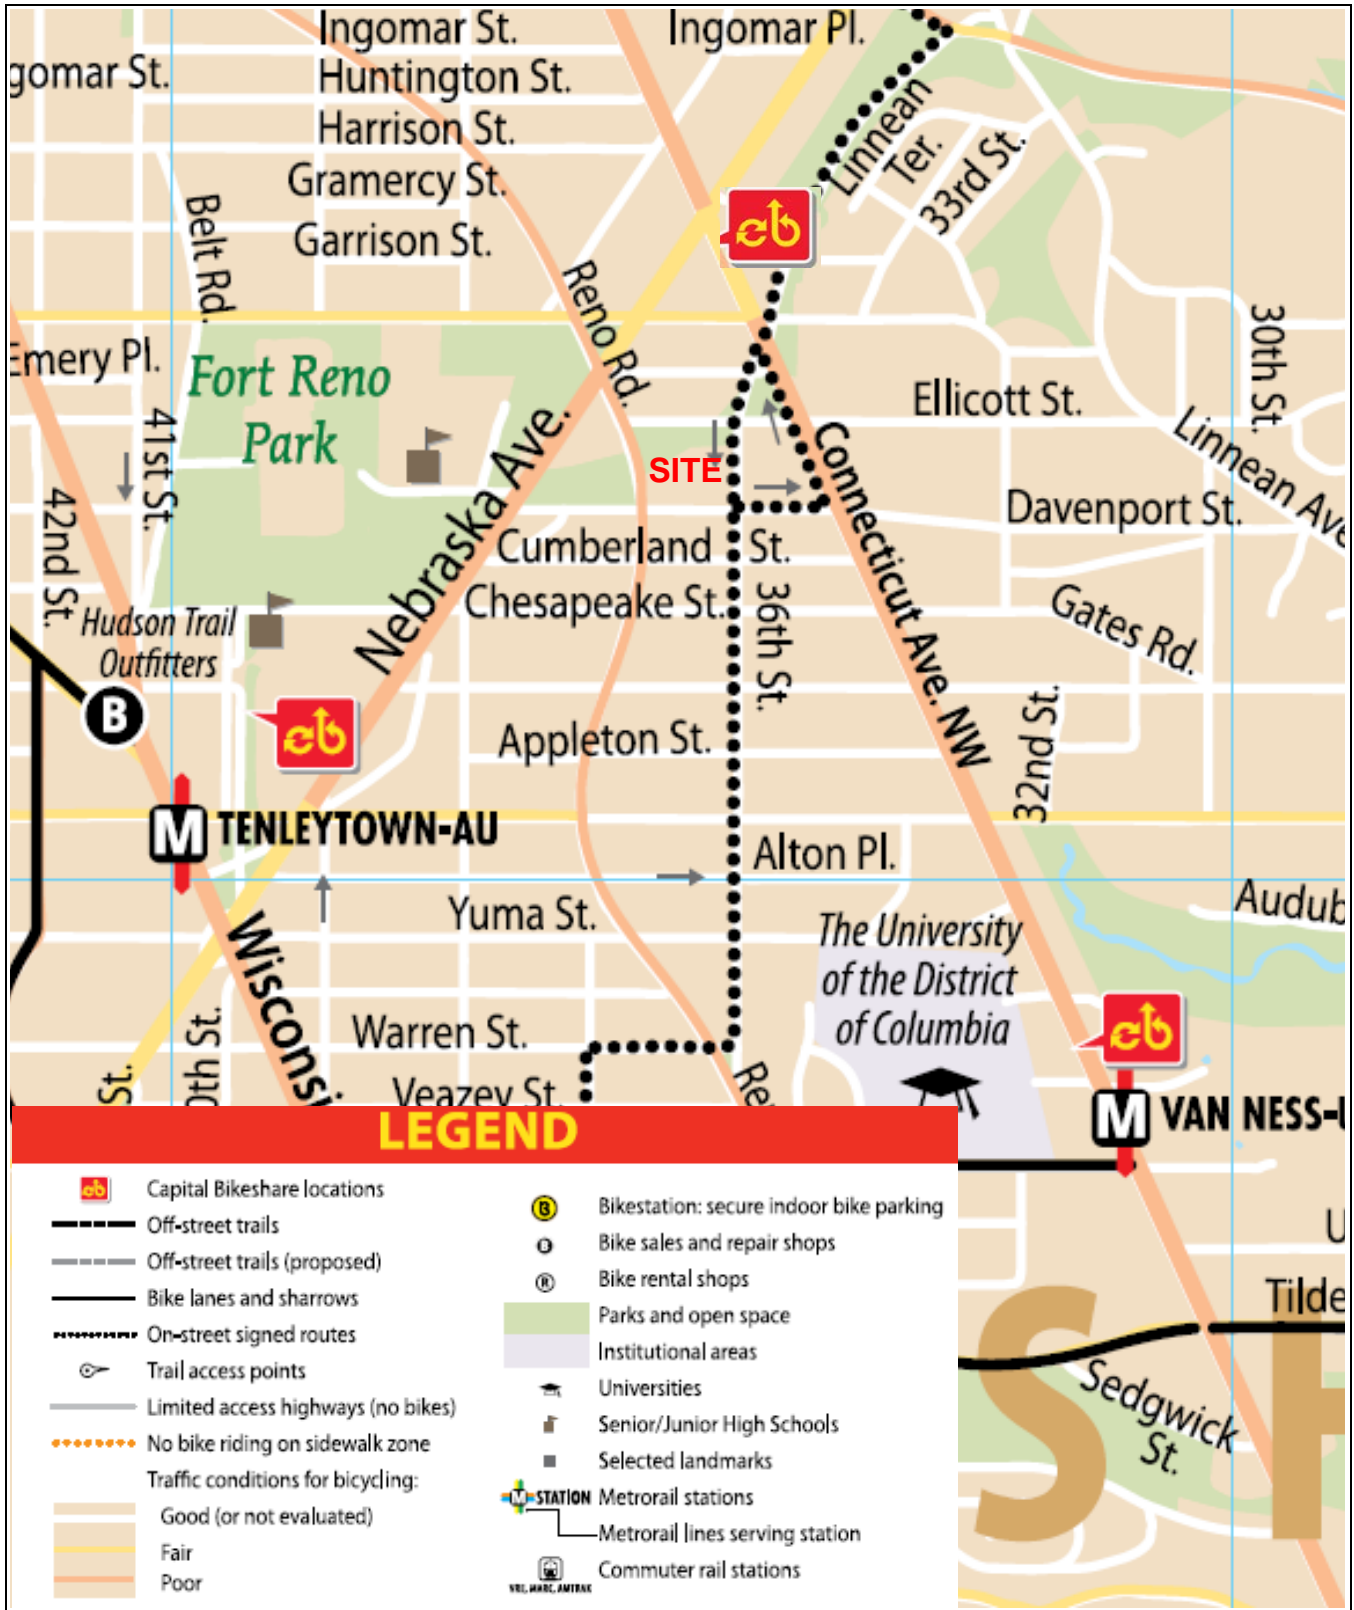 Ingomar St.
Ingomar Pl.
gomar St.
Huntington St.
Harrison St.
Linnean
Ter.
33rd St.
Gramercy St.
Belt Rd.
Garrison St.
Reno Rd.
30th St.
Emery Pl.
Fort Reno
Park
Ellicott St.
41st St.
Nebraska Ave.
SITE
Connecticut Ave. NW
Linnean Ave
42nd St.
Davenport St.
Cumberland St.
Chesapeake St.
36th St.
Gates Rd.
Hudson Trail
Outfitters
B
32nd St.
Appleton St.
M TENLEYTOWN-AU
Alton Pl.
Audub
Yuma St.
Wisconsi
The University
of the District
of Columbia
Warren St.
0th St.
St.
Veazey St.
Re
M VAN NESS-U
LEGEND
Capital Bikeshare locations
Off-street trails
Off-street trails (proposed)
Bike lanes and sharrows
On-street signed routes
Trail access points
Limited access highways (no bikes)
No bike riding on sidewalk zone
Traffic conditions for bicycling:
Good (or not evaluated)
Fair
Poor
B Bikestation: secure indoor bike parking
B Bike sales and repair shops
R Bike rental shops
Parks and open space
Institutional areas
Universities
Senior/Junior High Schools
Selected landmarks
M STATION Metrorail stations
Metrorail lines serving station
VRE, MARC, AMTRAK Commuter rail stations
U
Tilde
Sedgwick
St.
S H